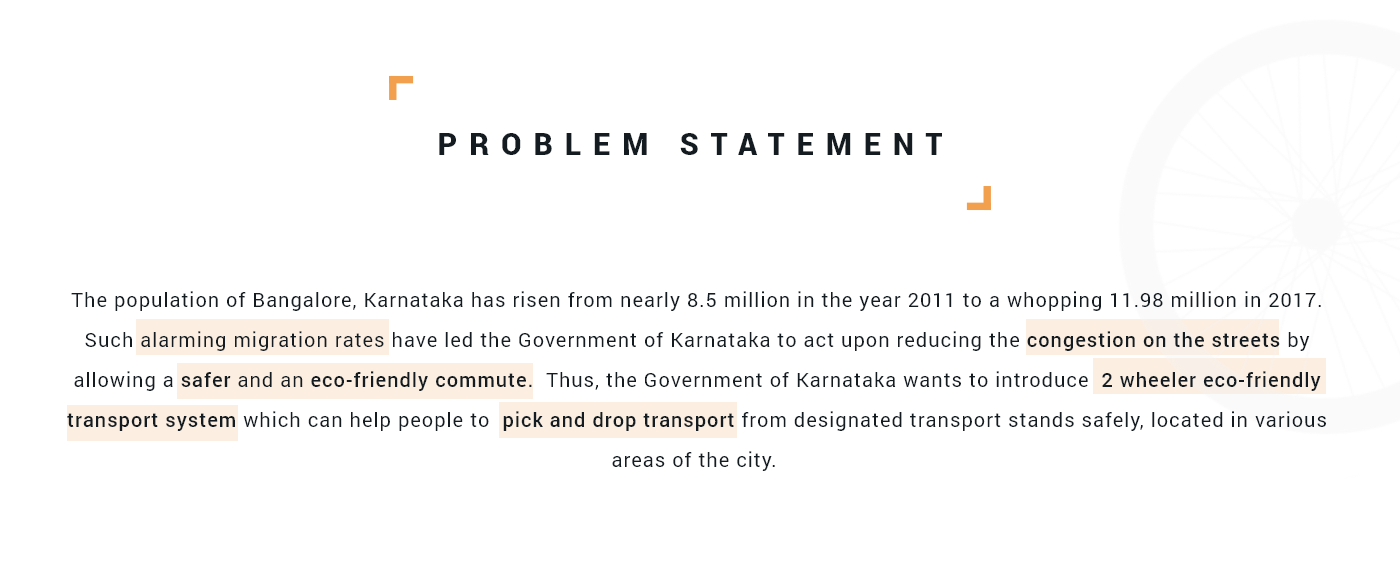 PROBLEM STATEMENT
The population of Bangalore, Karnataka has risen from nearly 8.5 million in the year 2011 to a whopping 11.98 million in 2017.
Such alarming migration rates have led the Government of Karnataka to act upon reducing the congestion on the streets by
allowing a safer and an eco-friendly commute. Thus, the Government of Karnataka wants to introduce 2 wheeler eco-friendly
transport system which can help people to pick and drop transport from designated transport stands safely, located in various
areas of the city.